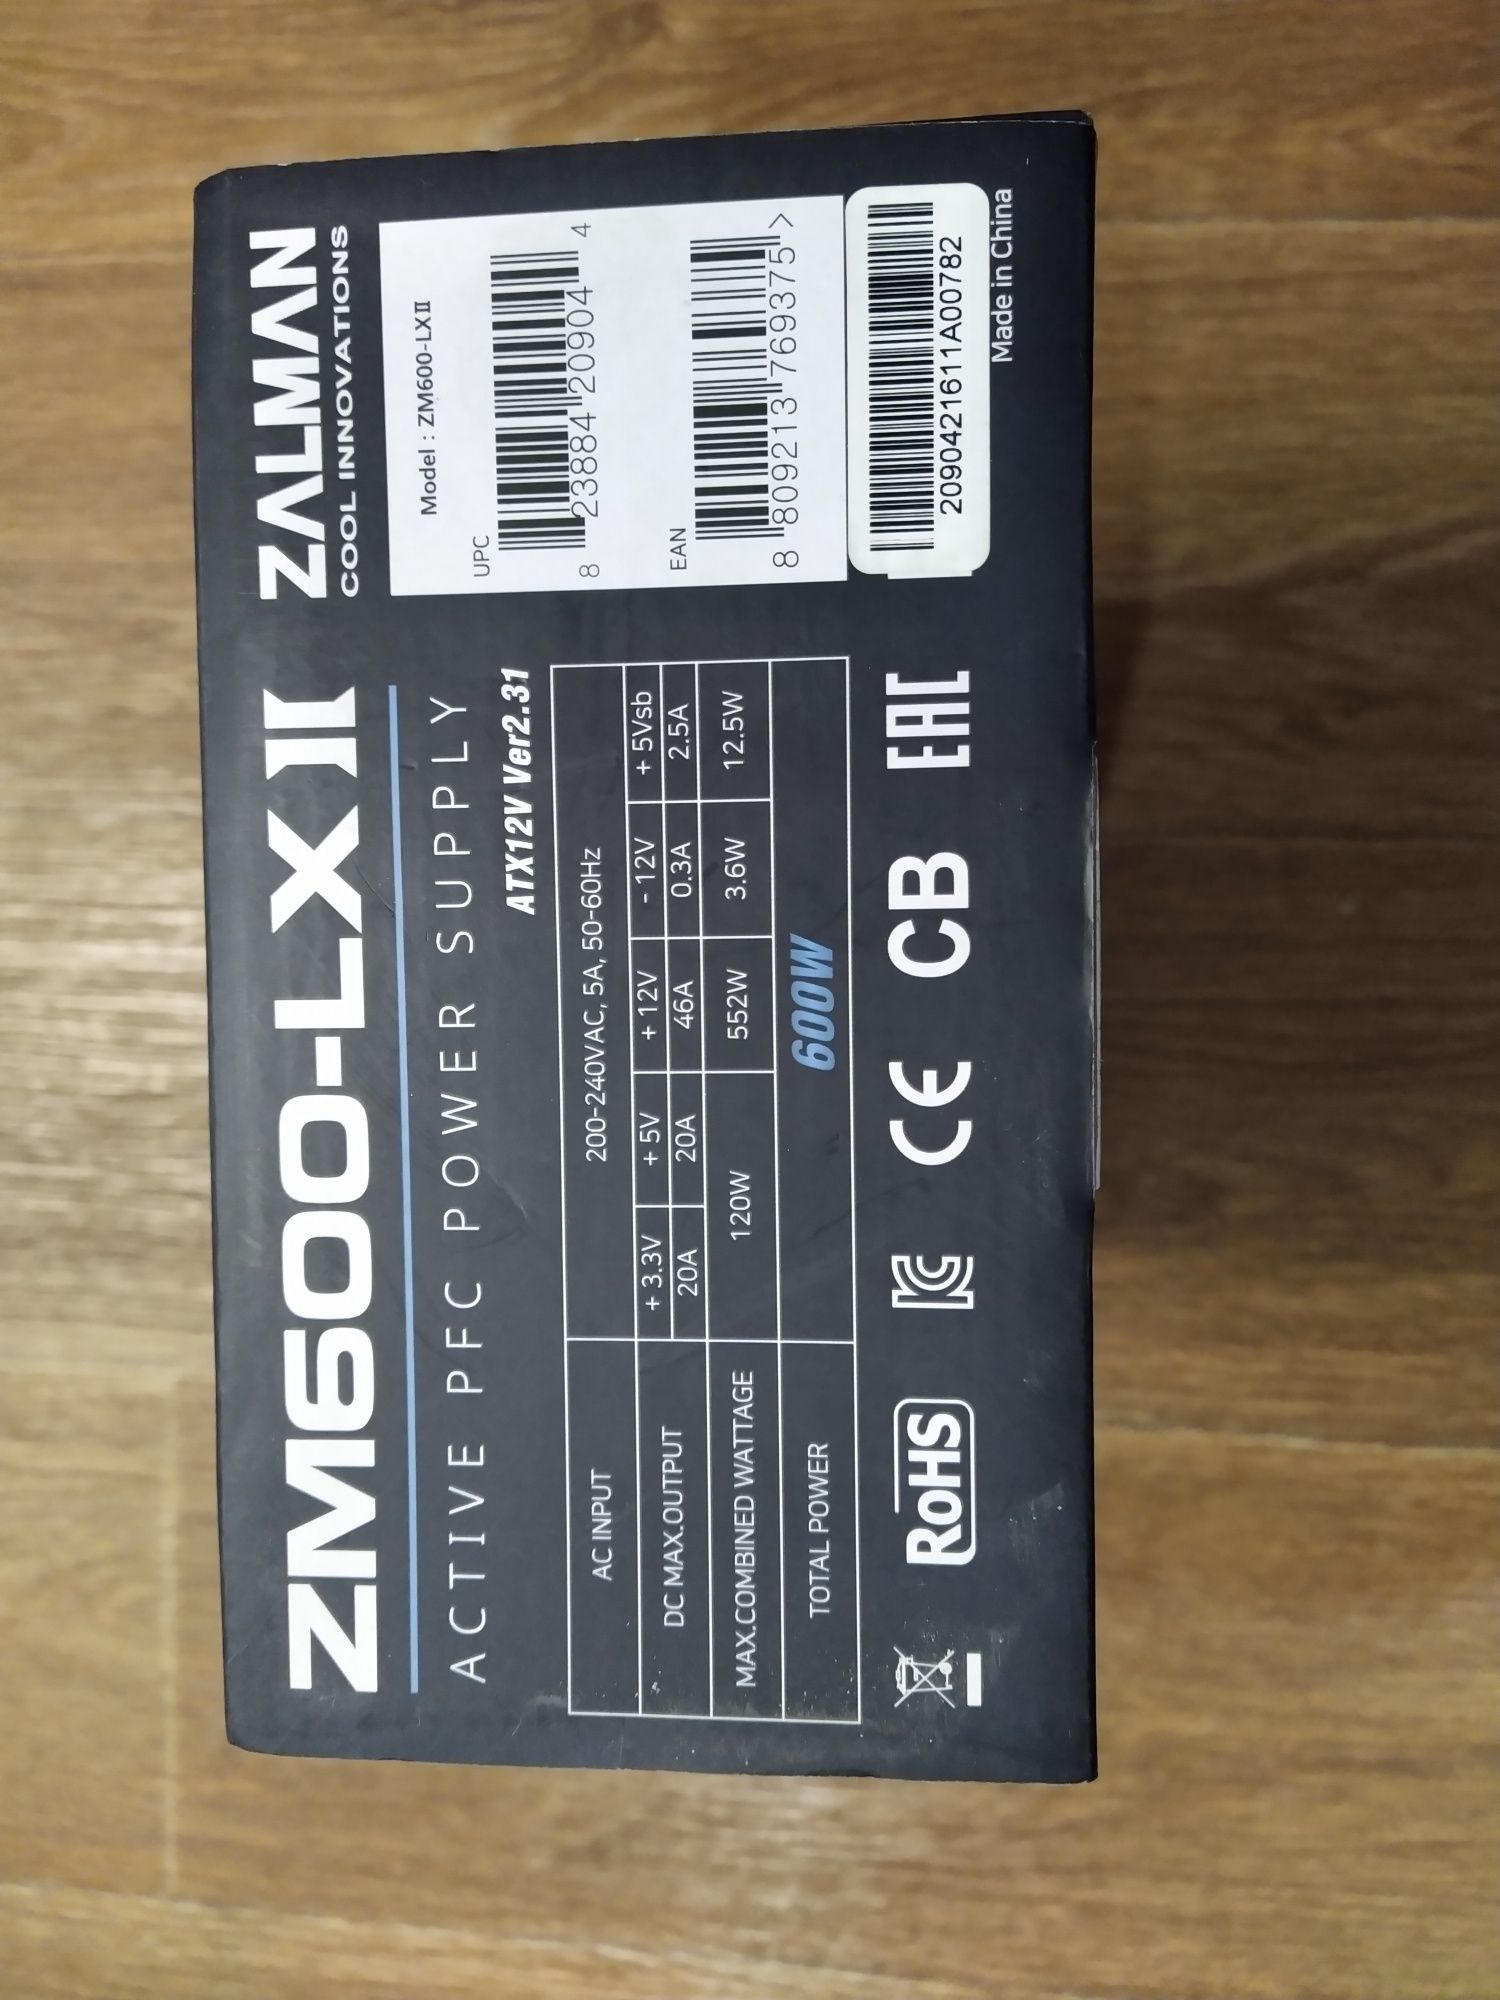 ZM600-LX II
ZALMAN
COOL INNOVATIONS
ACTIVE PFC POWER SUPPLY
ATX12V Ver2.31
AC INPUT 200-240VAC, 5A, 50-60Hz
DC MAX.OUTPUT +3.3V +5V +12V -12V +5Vsb
20A 20A 46A 0.3A 2.5A
MAX.COMBINED WATTAGE 120W 552W 3.6W 12.5W
TOTAL POWER 600W
RoHS KC CE CB EAC
Model : ZM600-LXⅡ
UPC
8 23884 20904 4
EAN
8 809213 769375 >
2090421611A00782
Made in China